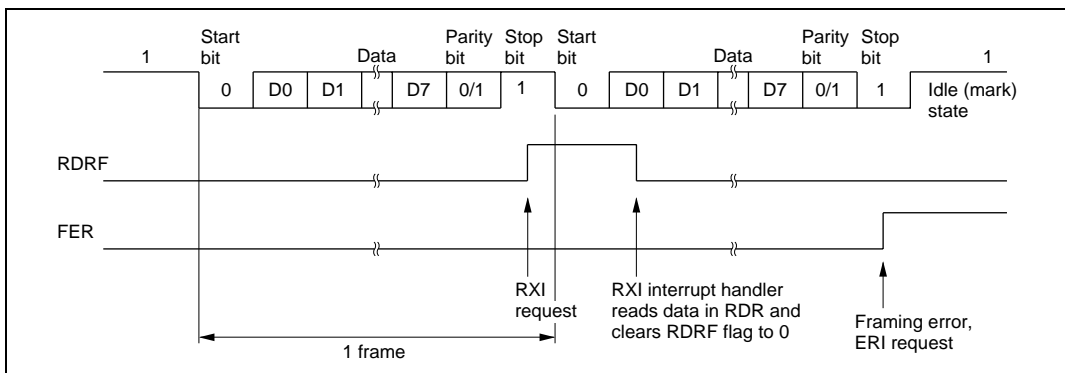 1
Start bit
Data
Parity bit
Stop bit
Start bit
Data
Parity bit
Stop bit
1
0 D0 D1 D7 0/1 1 0 D0 D1 D7 0/1 1 Idle (mark) state
RDRF
FER
RXI
request
RXI interrupt handler
reads data in RDR and
clears RDRF flag to 0
Framing error,
ERI request
1 frame